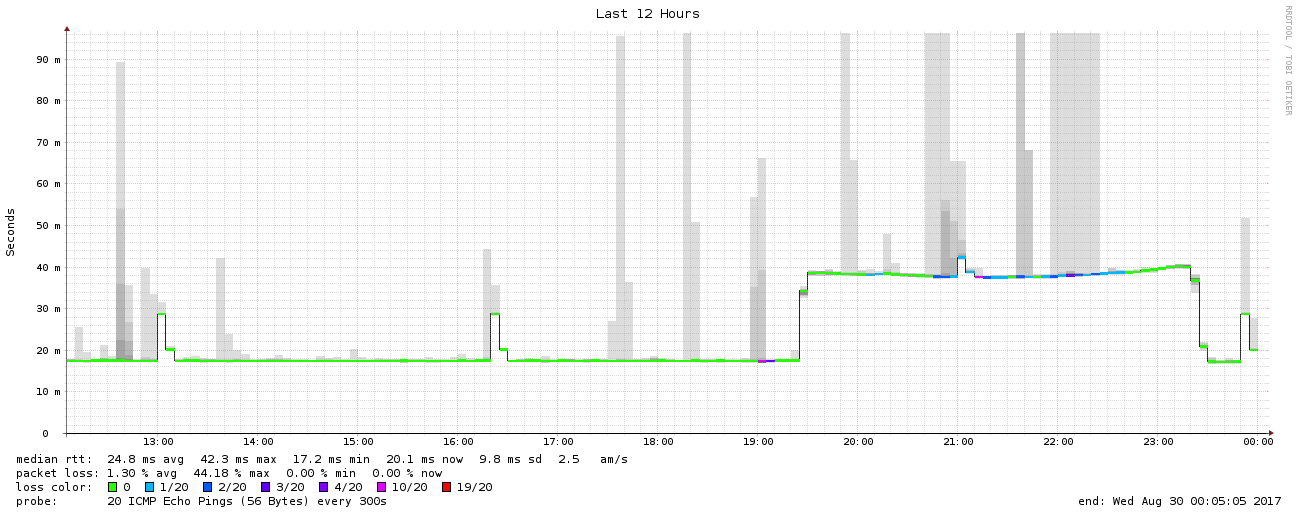 Last 12 Hours
RRDTOOL / TOBI OETIKER
Seconds
90 m
80 m
70 m
60 m
50 m
40 m
30 m
20 m
10 m
0
13:00 14:00 15:00 16:00 17:00 18:00 19:00 20:00 21:00 22:00 23:00 00:00
median rtt: 24.8 ms avg 42.3 ms max 17.2 ms min 20.1 ms now 9.8 ms sd 2.5 am/s
packet loss: 1.30 % avg 44.18 % max 0.00 % min 0.00 % now
loss color: 0 1/20 2/20 3/20 4/20 10/20 19/20
probe: 20 ICMP Echo Pings (56 Bytes) every 300s end: Wed Aug 30 00:05:05 2017